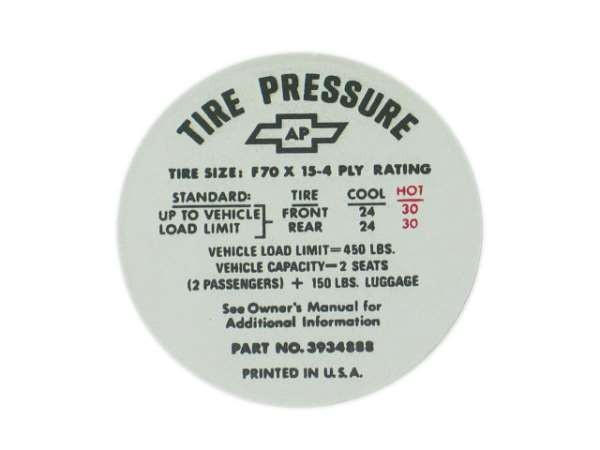 TIRE PRESSURE
AP
TIRE SIZE: F70 X 15-4 PLY RATING
STANDARD: TIRE COOL HOT
UP TO VEHICLE FRONT 24 30
LOAD LIMIT REAR 24 30
VEHICLE LOAD LIMIT=450 LBS.
VEHICLE CAPACITY-2 SEATS
(2 PASSENGERS) + 150 LBS. LUGGAGE
See Owner's Manual for
Additional Information
PART NO. 3934888
PRINTED IN U.S.A.